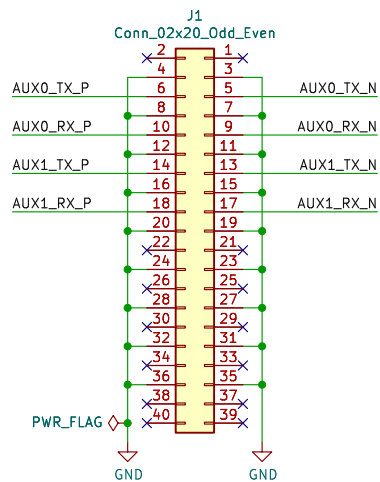 J1
Conn_02x20_Odd_Even
2 1
4 3
AUX0_TX_P 6 5 AUX0_TX_N
8 7
AUX0_RX_P 10 9 AUX0_RX_N
12 11
AUX1_TX_P 14 13 AUX1_TX_N
16 15
AUX1_RX_P 18 17 AUX1_RX_N
20 19
22 21
24 23
26 25
28 27
30 29
32 31
34 33
36 35
38 37
PWR_FLAG 40 39
GND GND